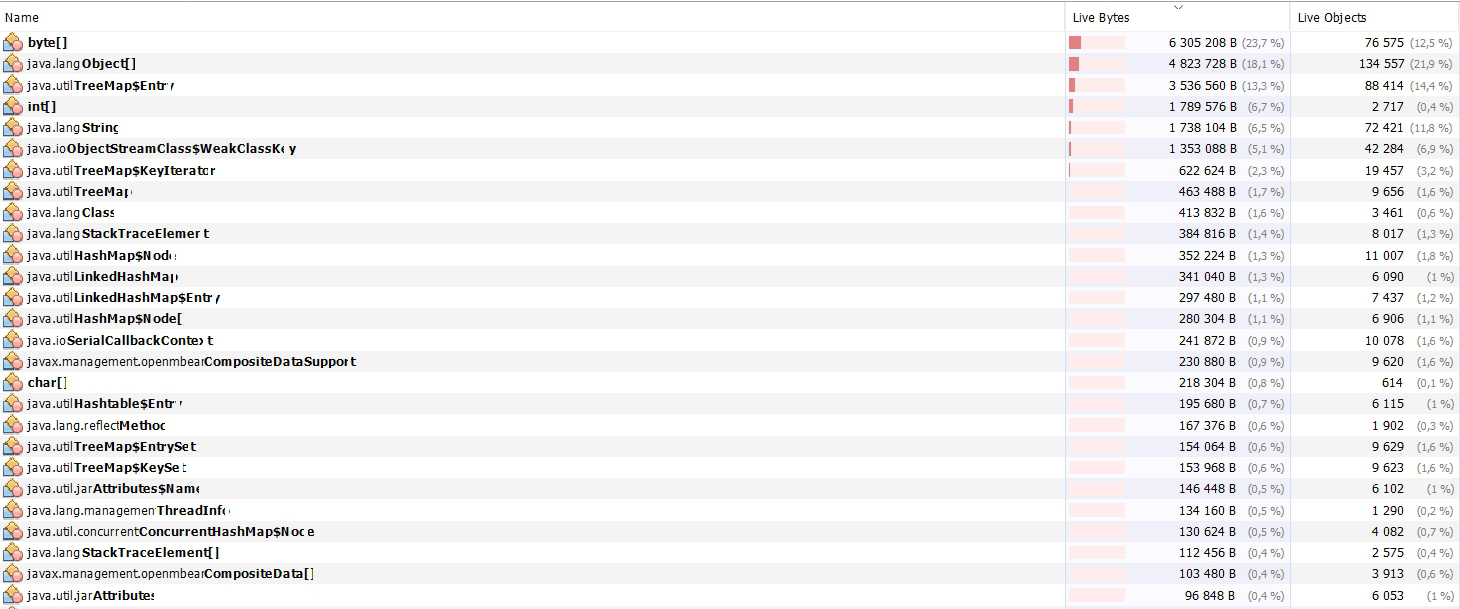 Name Live Bytes Live Objects
byte[] 6 305 208 B (23,7 %) 76 575 (12,5 %)
java.lang.Object[] 4 823 728 B (18,1 %) 134 557 (21,9 %)
java.util.TreeMap$Entry 3 536 560 B (13,3 %) 88 414 (14,4 %)
int[] 1 789 576 B (6,7 %) 2 717 (0,4 %)
java.lang.String 1 738 104 B (6,5 %) 72 421 (11,8 %)
java.io.ObjectStreamClass$WeakClassKey 1 353 088 B (5,1 %) 42 284 (6,9 %)
java.util.TreeMap$KeyIterator 622 624 B (2,3 %) 19 457 (3,2 %)
java.util.TreeMap 463 488 B (1,7 %) 9 656 (1,6 %)
java.lang.Class 413 832 B (1,6 %) 3 461 (0,6 %)
java.lang.StackTraceElement 384 816 B (1,4 %) 8 017 (1,3 %)
java.util.HashMap$Node 352 224 B (1,3 %) 11 007 (1,8 %)
java.util.LinkedHashMap 341 040 B (1,3 %) 6 090 (1 %)
java.util.LinkedHashMap$Entry 297 480 B (1,1 %) 7 437 (1,2 %)
java.util.HashMap$Node[] 280 304 B (1,1 %) 6 906 (1,1 %)
java.io.SerialCallbackContext 241 872 B (0,9 %) 10 078 (1,6 %)
javax.management.openmbean.CompositeDataSupport 230 880 B (0,9 %) 9 620 (1,6 %)
char[] 218 304 B (0,8 %) 614 (0,1 %)
java.util.Hashtable$Entry 195 680 B (0,7 %) 6 115 (1 %)
java.lang.reflect.Method 167 376 B (0,6 %) 1 902 (0,3 %)
java.util.TreeMap$EntrySet 154 064 B (0,6 %) 9 629 (1,6 %)
java.util.TreeMap$KeySet 153 968 B (0,6 %) 9 623 (1,6 %)
java.util.jar.Attributes$Name 146 448 B (0,5 %) 6 102 (1 %)
java.lang.management.ThreadInfo 134 160 B (0,5 %) 1 290 (0,2 %)
java.util.concurrent.ConcurrentHashMap$Node 130 624 B (0,5 %) 4 082 (0,7 %)
java.lang.StackTraceElement[] 112 456 B (0,4 %) 2 575 (0,4 %)
javax.management.openmbean.CompositeData[] 103 480 B (0,4 %) 3 913 (0,6 %)
java.util.jar.Attributes 96 848 B (0,4 %) 6 053 (1 %)